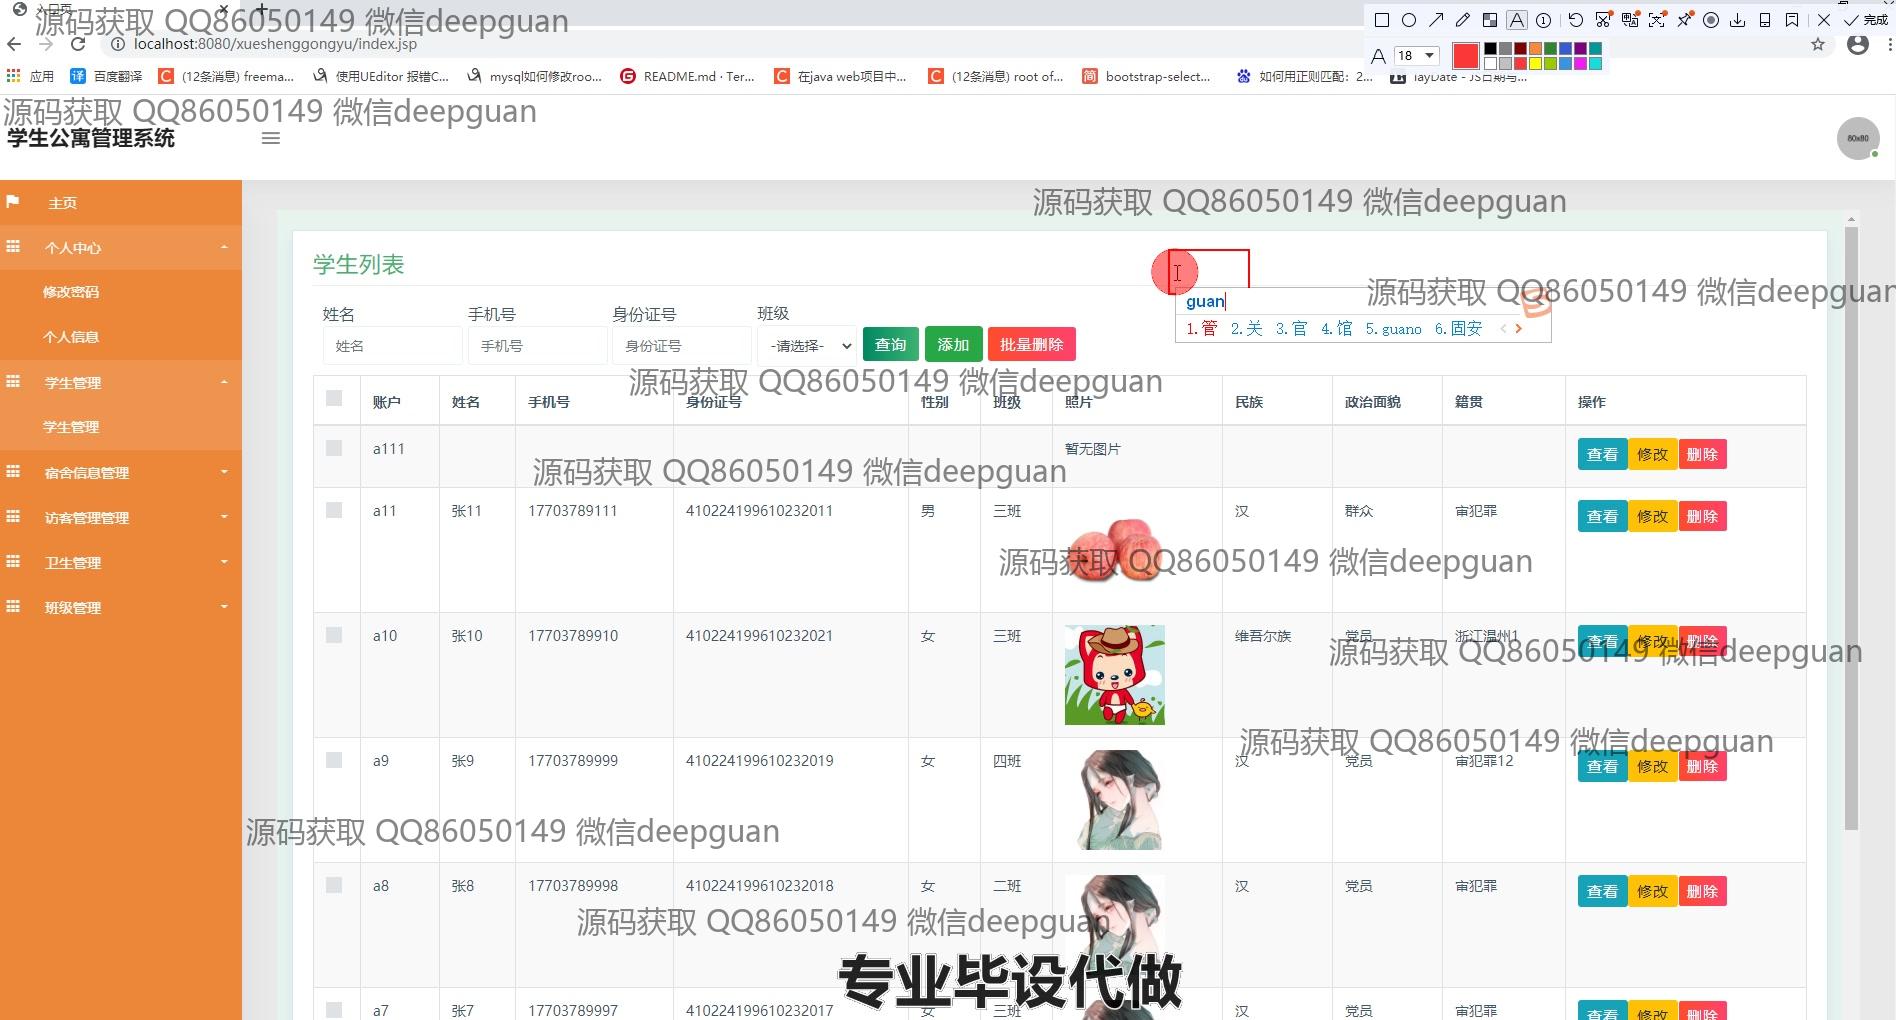 入口页
源码获取 QQ86050149 微信deepguan
localhost:8080/xueshenggongyu/index.jsp
18
完成
应用 百度翻译 (12条消息) freema... 使用UEditor 报错C... mysql如何修改roo... README.md · Ter... 在java web项目中... (12条消息) root of... bootstrap-select... 如何用正则匹配：2... layDate - JS日期与...
源码获取 QQ86050149 微信deepguan
学生公寓管理系统
80x80
源码获取 QQ86050149 微信deepguan
主页
个人中心
修改密码
个人信息
学生管理
学生管理
宿舍信息管理
访客管理管理
卫生管理
班级管理
学生列表
源码获取 QQ86050149 微信deepguan
guan
1.管 2.关 3.官 4.馆 5.guano 6.固安
姓名 手机号 身份证号 班级
姓名 手机号 身份证号 -请选择- 查询 添加 批量删除
源码获取 QQ86050149 微信deepguan
账户 姓名 手机号 身份证号 性别 班级 照片 民族 政治面貌 籍贯 操作
a111 暂无图片 查看 修改 删除
源码获取 QQ86050149 微信deepguan
a11 张11 17703789111 410224199610232011 男 三班 汉 群众 审犯罪 查看 修改 删除
源码获取 QQ86050149 微信deepguan
a10 张10 17703789910 410224199610232021 女 三班 维吾尔族 党员 浙江温州1 查看 修改 删除
源码获取 QQ86050149 微信deepguan
源码获取 QQ86050149 微信deepguan
a9 张9 17703789999 410224199610232019 女 四班 汉 党员 审犯罪12 查看 修改 删除
源码获取 QQ86050149 微信deepguan
a8 张8 17703789998 410224199610232018 女 二班 汉 党员 审犯罪 查看 修改 删除
源码获取 QQ86050149 微信deepguan
专业毕设代做
a7 张7 17703789997 410224199610232017 女 三班 汉 党员 审犯罪 查看 修改 删除